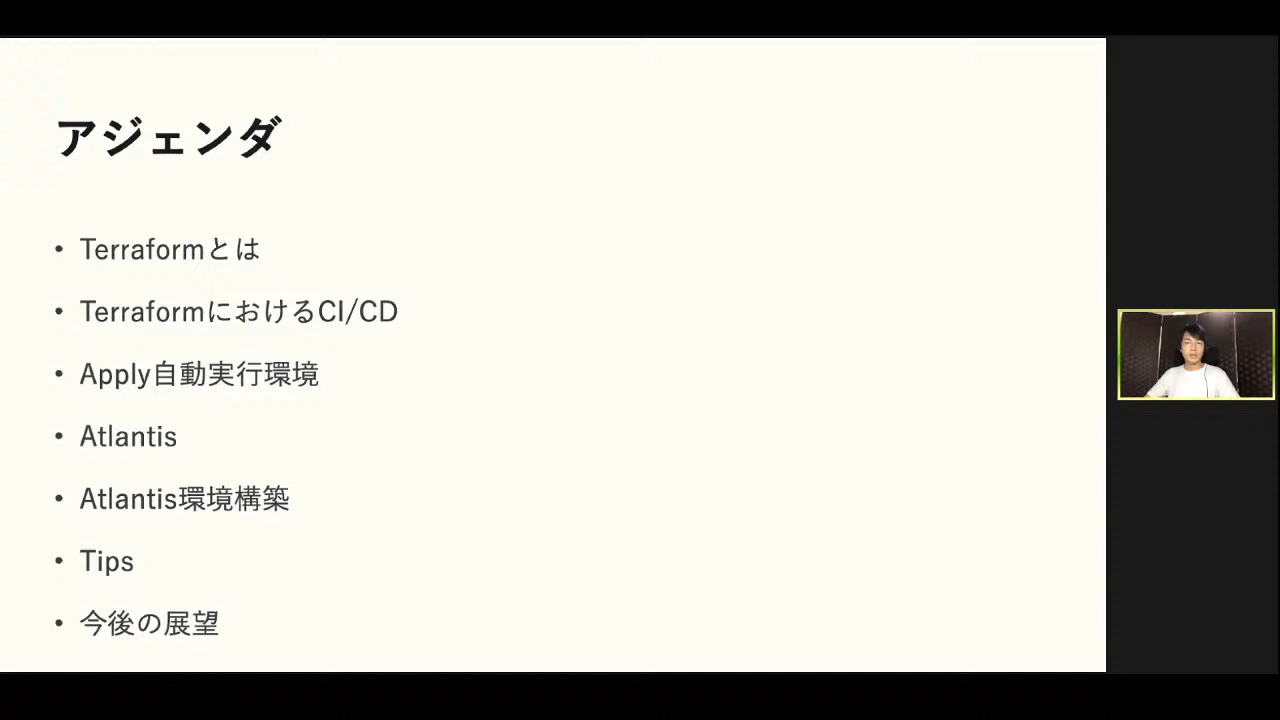 アジェンダ
• Terraformとは
• TerraformにおけるCI/CD
• Apply自動実行環境
• Atlantis
• Atlantis環境構築
• Tips
• 今後の展望